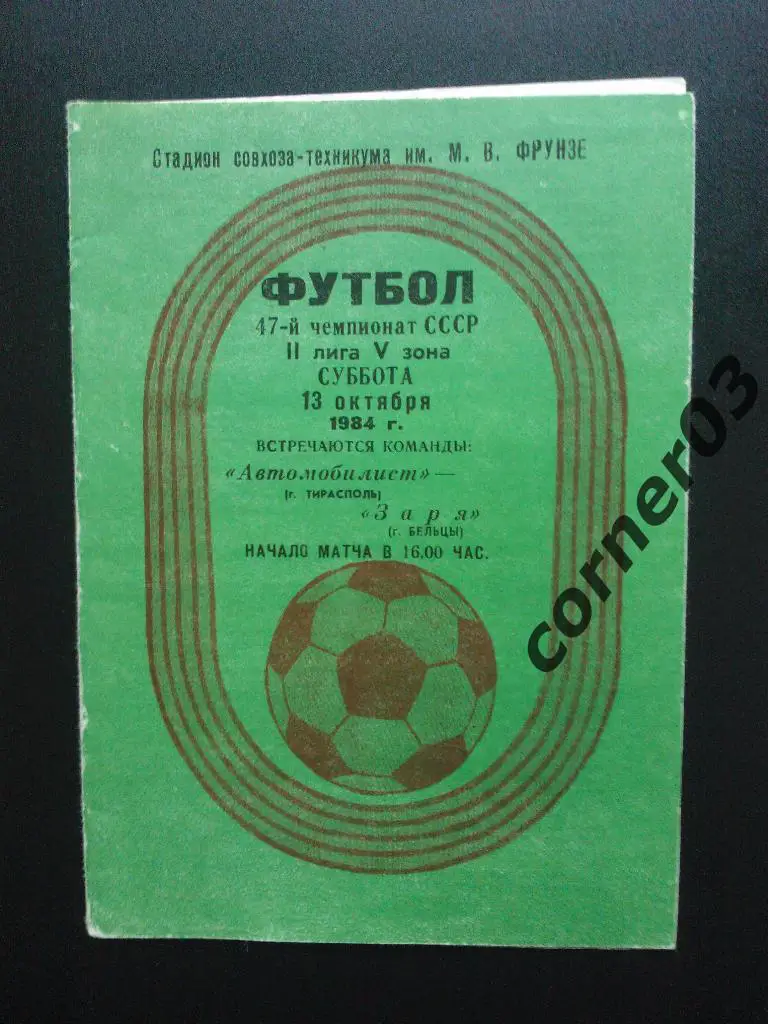 Стадион совхоза-техникума им. М. В. ФРУНЗЕ
ФУТБОЛ
47-й чемпионат СССР
II лига V зона
СУББОТА
13 октября
1984 г.
ВСТРЕЧАЮТСЯ КОМАНДЫ:
«Автомобилист» —
(г. ТИРАСПОЛЬ)
«Заря»
(г. БЕЛЬЦЫ)
НАЧАЛО МАТЧА В 16.00 ЧАС.
corner03